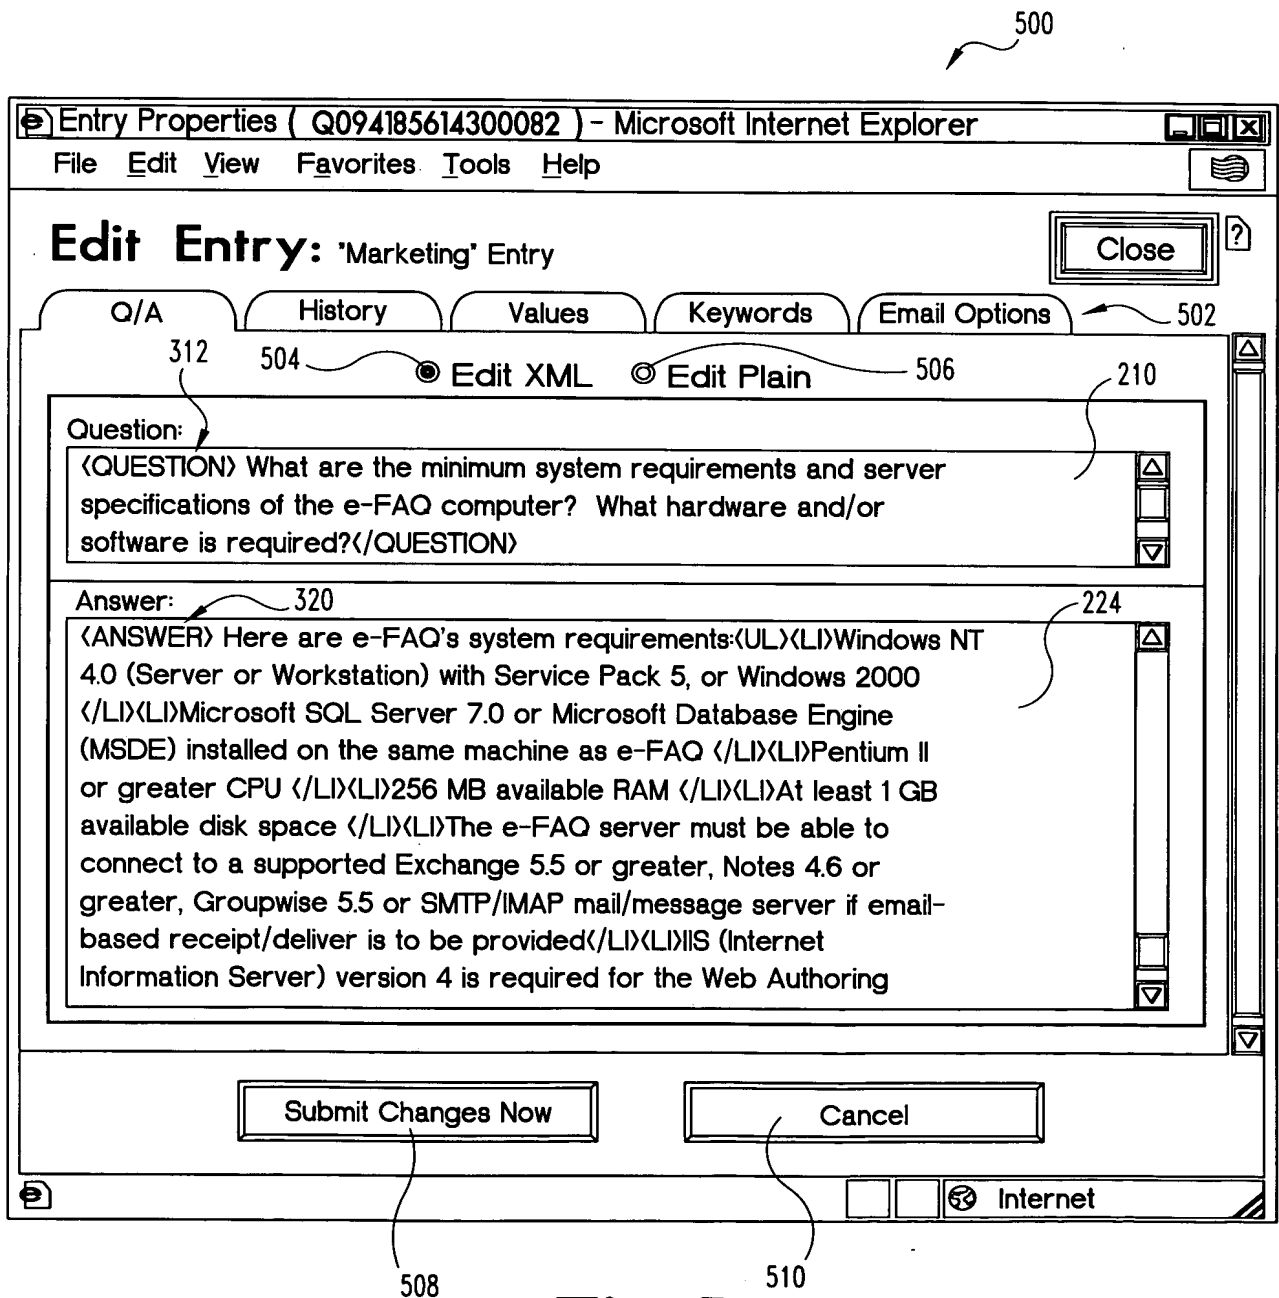 500
Entry Properties ( Q094185614300082 ) - Microsoft Internet Explorer
File Edit View Favorites Tools Help
Edit Entry: "Marketing" Entry
Close
?
Q/A History Values Keywords Email Options
502
312
504
Edit XML Edit Plain
506
210
Question:
<QUESTION> What are the minimum system requirements and server
specifications of the e-FAQ computer? What hardware and/or
software is required?</QUESTION>
Answer:
320
224
<ANSWER> Here are e-FAQ's system requirements:<UL><LI>Windows NT
4.0 (Server or Workstation) with Service Pack 5, or Windows 2000
</LI><LI>Microsoft SQL Server 7.0 or Microsoft Database Engine
(MSDE) installed on the same machine as e-FAQ </LI><LI>Pentium II
or greater CPU </LI><LI>256 MB available RAM </LI><LI>At least 1 GB
available disk space </LI><LI>The e-FAQ server must be able to
connect to a supported Exchange 5.5 or greater, Notes 4.6 or
greater, Groupwise 5.5 or SMTP/IMAP mail/message server if email-
based receipt/deliver is to be provided</LI><LI>IIS (Internet
Information Server) version 4 is required for the Web Authoring
Submit Changes Now Cancel
Internet
508
510